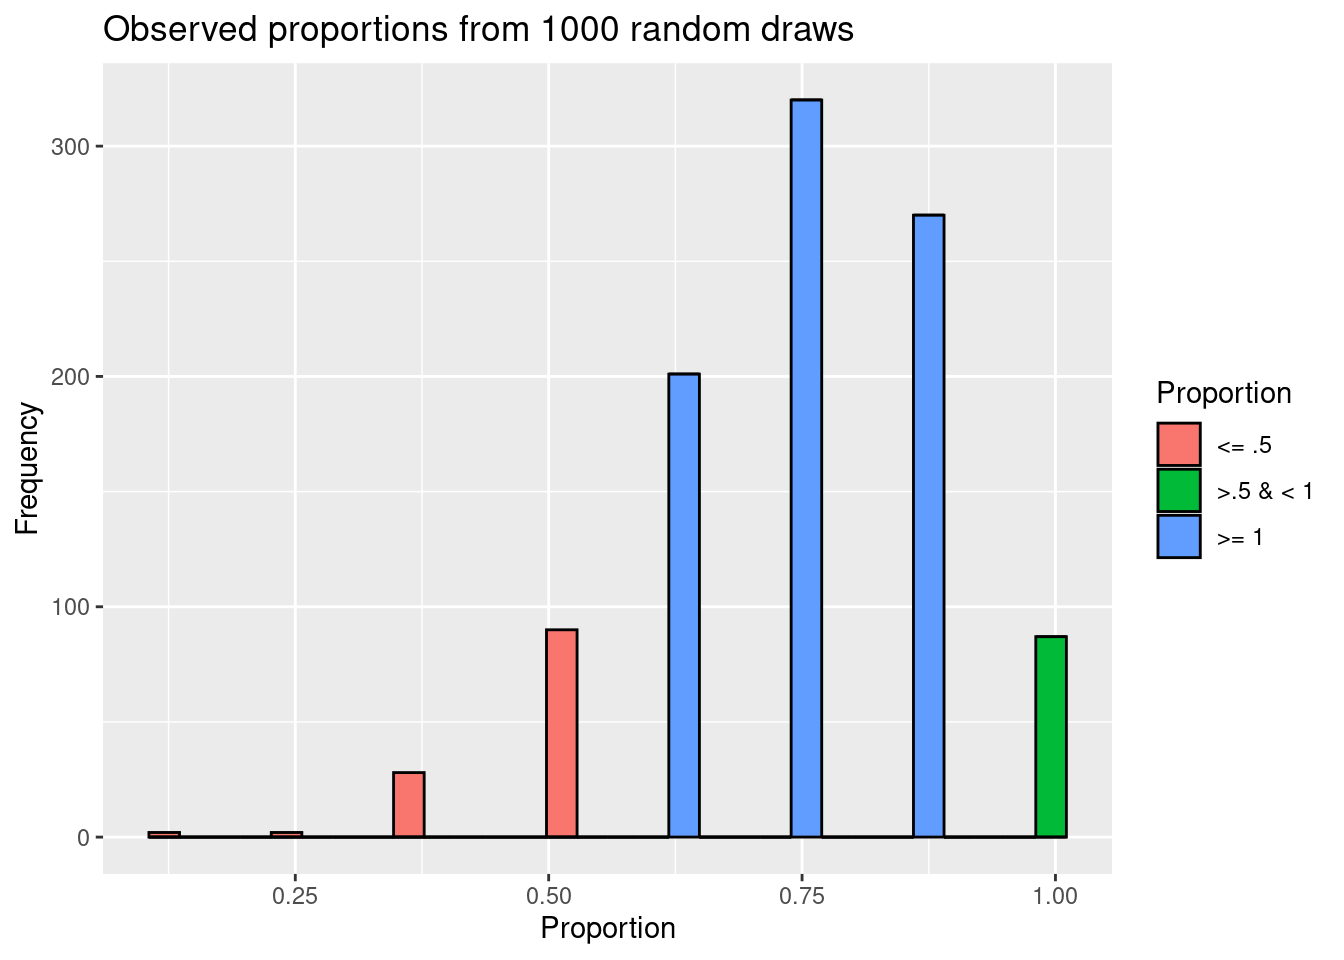 Observed proportions from 1000 random draws
Frequency
300
200
100
0
0.25 0.50 0.75 1.00
Proportion
Proportion
<= .5
>.5 & < 1
>= 1